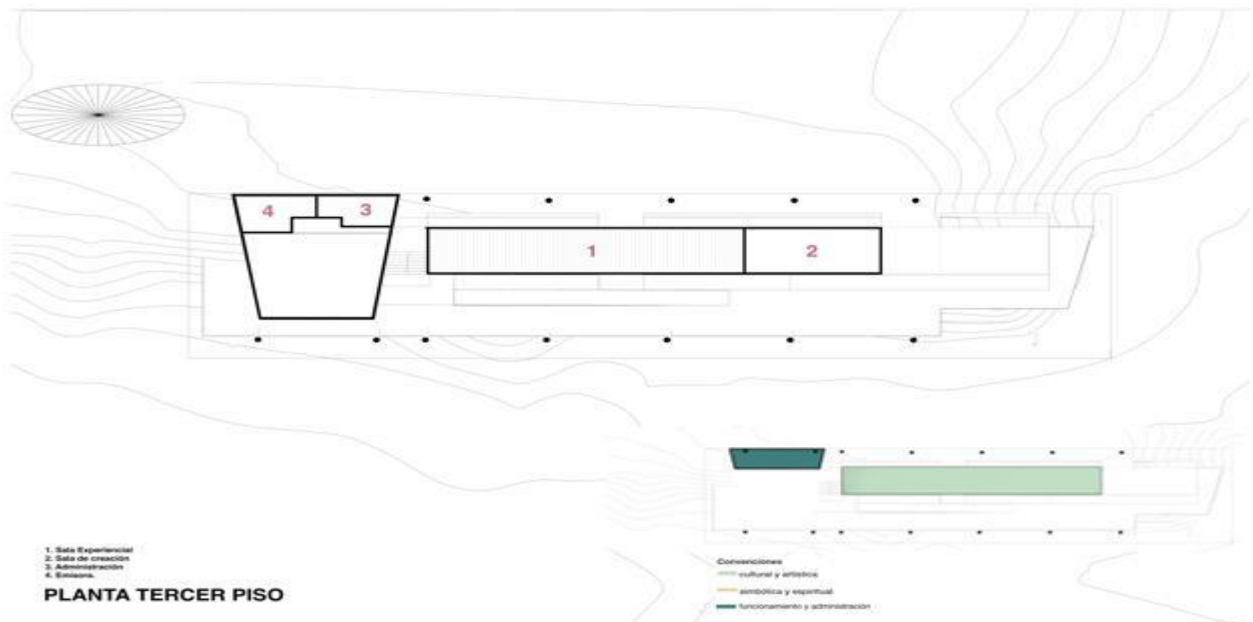 4
3
1
2
1. Sala Experiencial
2. Sala de creación
3. Administración
4. Emisora.
PLANTA TERCER PISO
Convenciones
cultural y artística
simbólica y espiritual
funcionamiento y administración